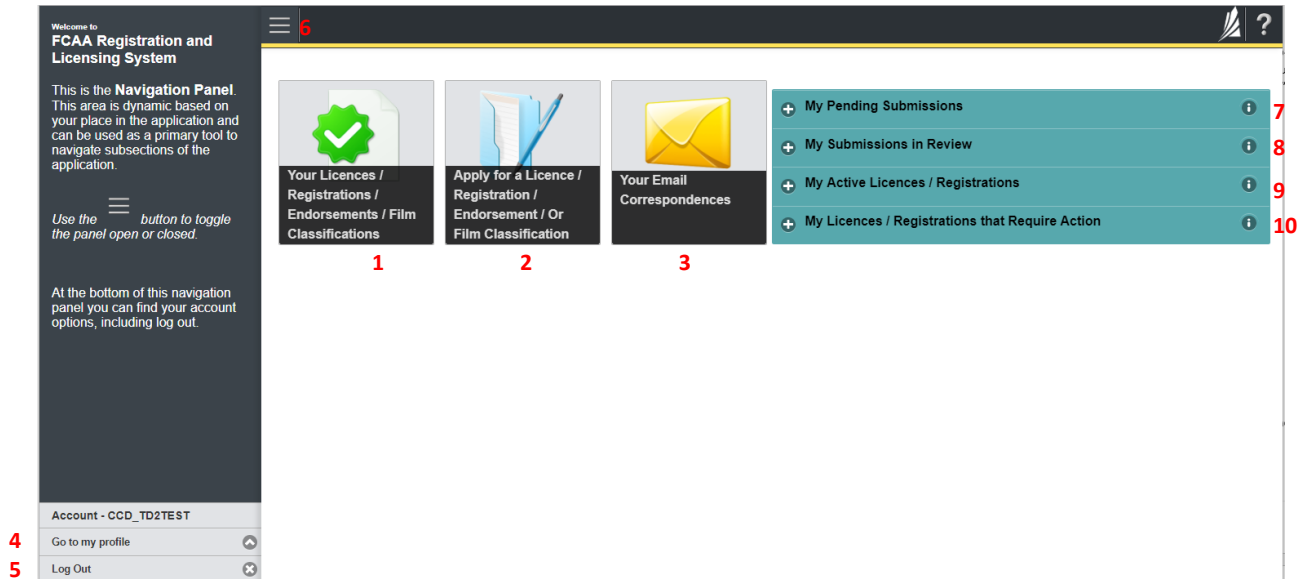 Welcome to
FCAA Registration and
Licensing System
This is the Navigation Panel.
This area is dynamic based on
your place in the application and
can be used as a primary tool to
navigate subsections of the
application.
Use the button to toggle
the panel open or closed.
At the bottom of this navigation
panel you can find your account
options, including log out.
Account - CCD_TD2TEST
4 Go to my profile
5 Log Out
6
?
Your Licences /
Registrations /
Endorsements / Film
Classifications
1
Apply for a Licence /
Registration /
Endorsement / Or
Film Classification
2
Your Email
Correspondences
3
My Pending Submissions 7
My Submissions in Review 8
My Active Licences / Registrations 9
My Licences / Registrations that Require Action 10